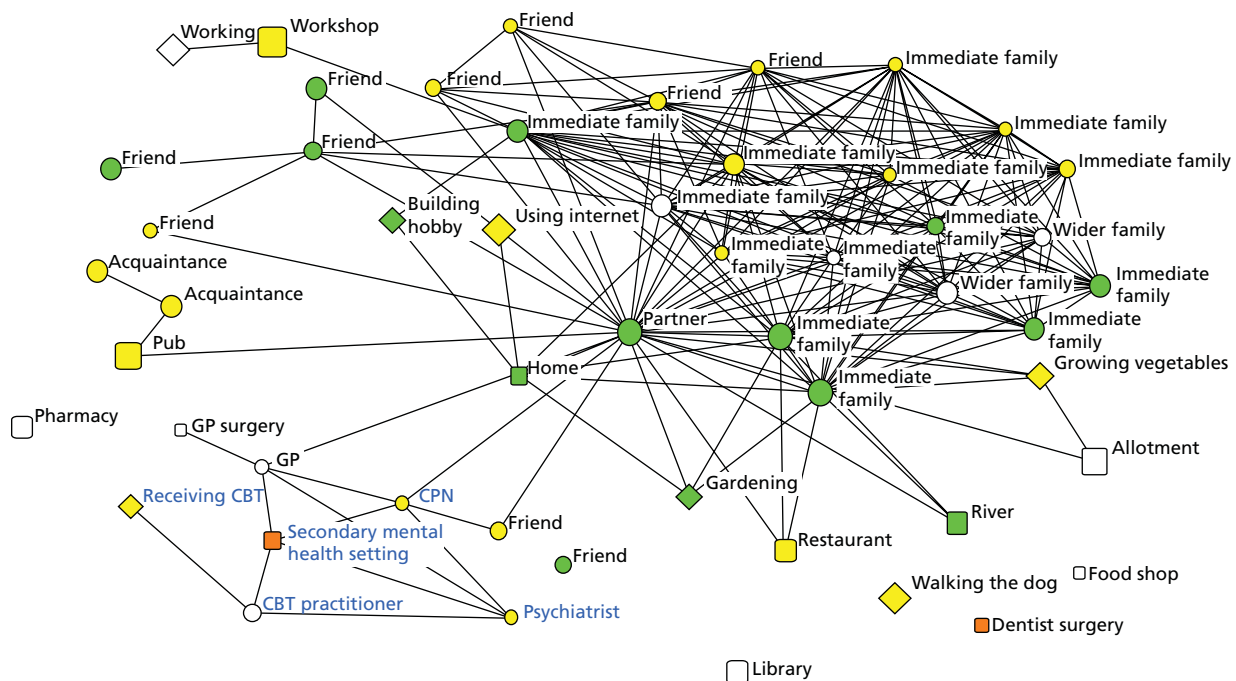 Working
Workshop
Friend
Friend
Immediate family
Friend
Friend
Friend
Immediate family
Immediate family
Friend
Friend
Immediate family
Immediate family
Immediate family
Immediate family
Building
hobby
Using internet
Immediate
family
Wider family
Friend
Immediate
family
Immediate
family
Acquaintance
Wider family
Immediate
family
Acquaintance
Partner
Immediate
family
Immediate
family
Pub
Growing vegetables
Home
Immediate
family
Pharmacy
GP surgery
Allotment
GP
Gardening
Receiving CBT
CPN
River
Friend
Secondary mental
health setting
Restaurant
Friend
Food shop
Walking the dog
CBT practitioner
Psychiatrist
Dentist surgery
Library